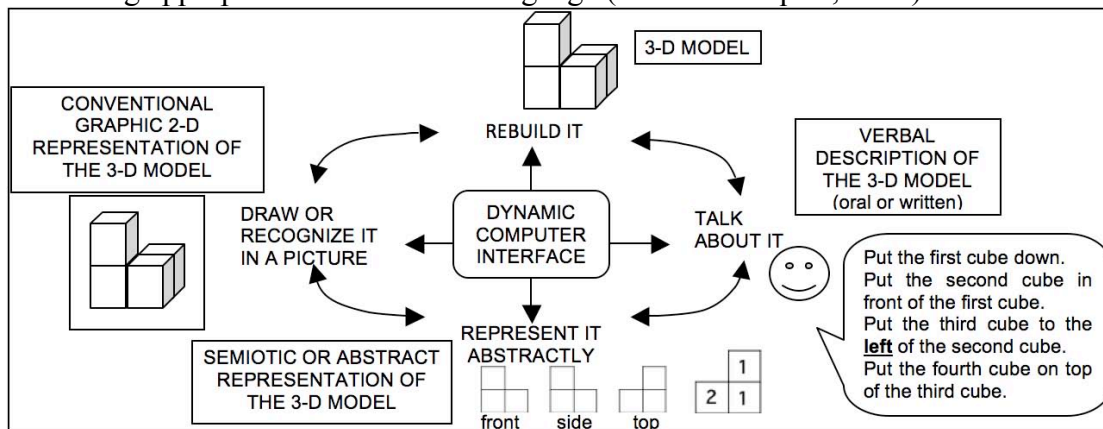 3-D MODEL
REBUILD IT
CONVENTIONAL
GRAPHIC 2-D
REPRESENTATION OF
THE 3-D MODEL
VERBAL
DESCRIPTION OF
THE 3-D MODEL
(oral or written)
DRAW OR
RECOGNIZE IT
IN A PICTURE
DYNAMIC
COMPUTER
INTERFACE
TALK
ABOUT IT
Put the first cube down.
Put the second cube in
front of the first cube.
Put the third cube to the
left of the second cube.
Put the fourth cube on top
of the third cube.
REPRESENT IT
ABSTRACTLY
SEMIOTIC OR ABSTRACT
REPRESENTATION OF
THE 3-D MODEL
front side top
1
2 1